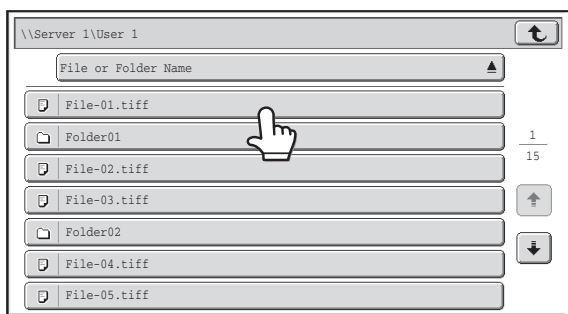 \\Server 1\User 1
File or Folder Name
File-01.tiff
Folder01
File-02.tiff
File-03.tiff
Folder02
File-04.tiff
File-05.tiff
1
15